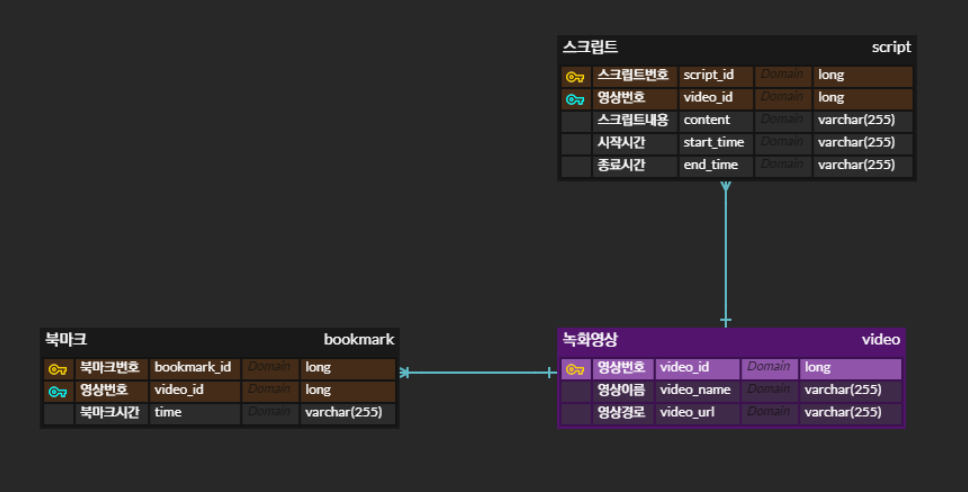 스크립트 script
스크립트번호 script_id Domain long
영상번호 video_id Domain long
스크립트내용 content Domain varchar(255)
시작시간 start_time Domain varchar(255)
종료시간 end_time Domain varchar(255)
북마크 bookmark
북마크번호 bookmark_id Domain long
영상번호 video_id Domain long
북마크시간 time Domain varchar(255)
녹화영상 video
영상번호 video_id Domain long
영상이름 video_name Domain varchar(255)
영상경로 video_url Domain varchar(255)